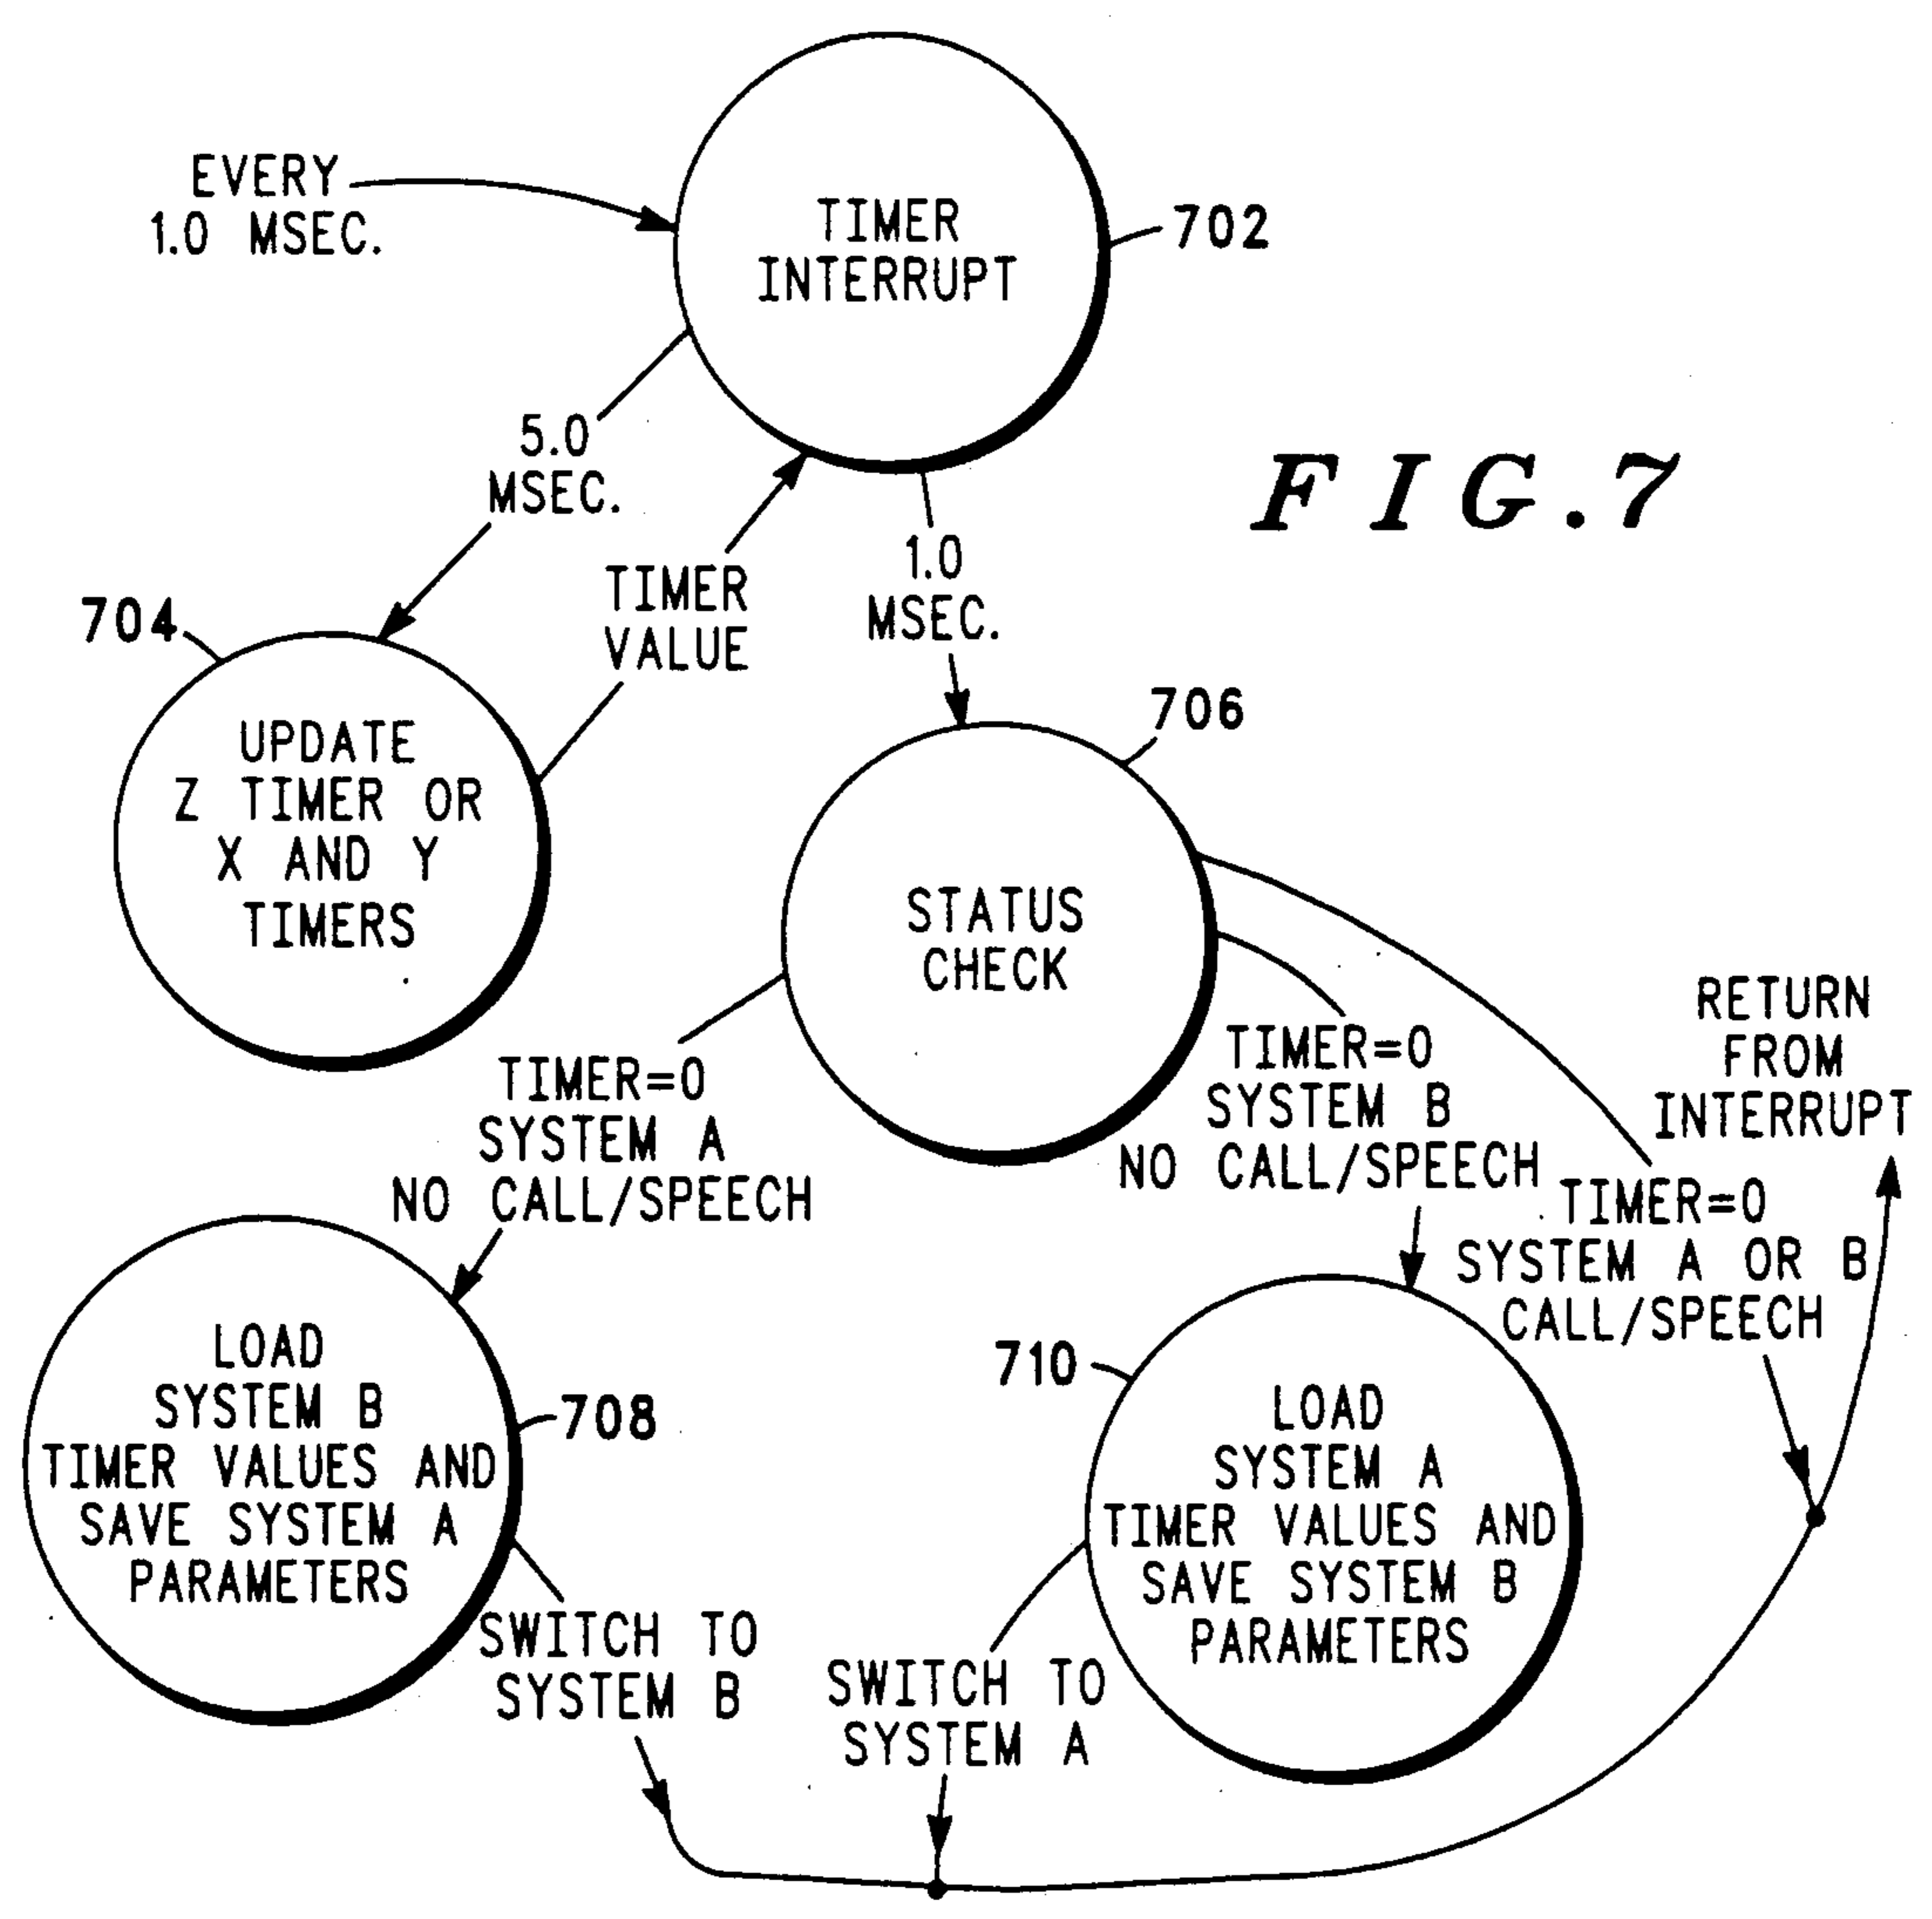 EVERY
1.0 MSEC.
TIMER
INTERRUPT
702
5.0
MSEC.
FIG.7
TIMER
VALUE
1.0
MSEC.
704
UPDATE
Z TIMER OR
X AND Y
TIMERS
706
STATUS
CHECK
RETURN
FROM
INTERRUPT
TIMER=0
SYSTEM A
NO CALL/SPEECH
TIMER=0
SYSTEM B
NO CALL/SPEECH
TIMER=0
SYSTEM A OR B
CALL/SPEECH
LOAD
SYSTEM B
TIMER VALUES AND
SAVE SYSTEM A
PARAMETERS
708
710
LOAD
SYSTEM A
TIMER VALUES AND
SAVE SYSTEM B
PARAMETERS
SWITCH TO
SYSTEM B
SWITCH TO
SYSTEM A